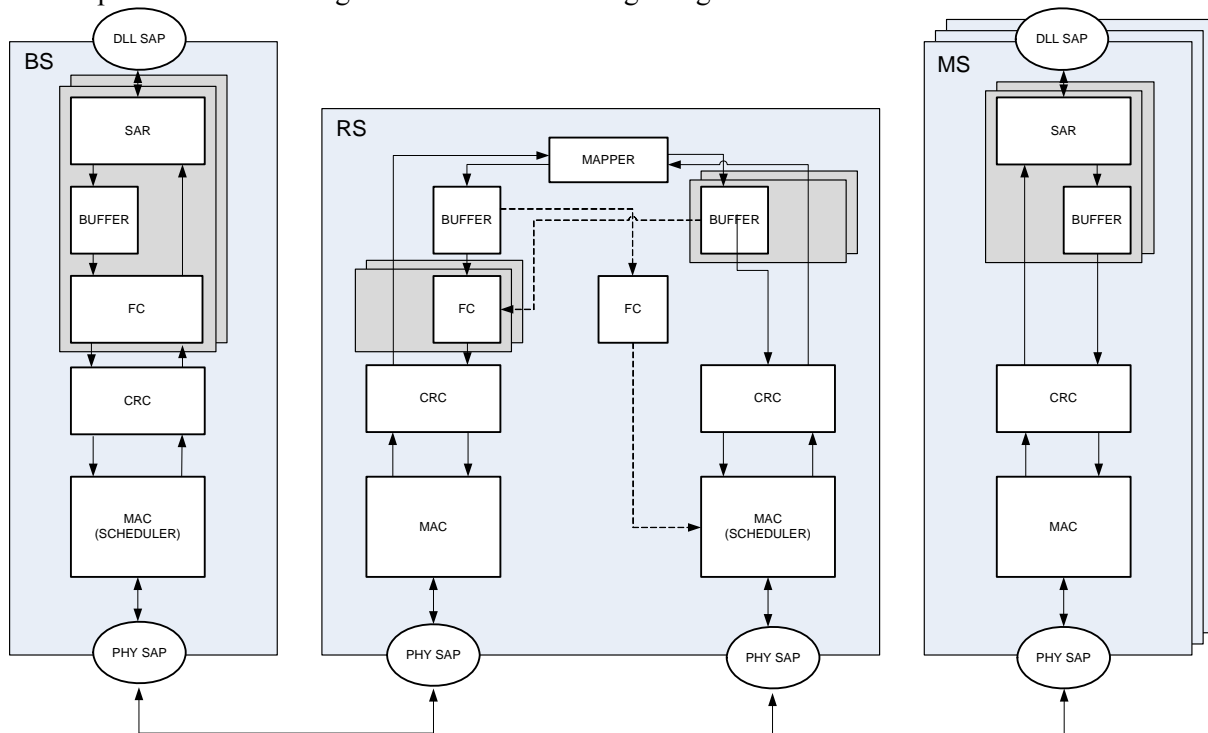 DLL SAP
BS
SAR
BUFFER
FC
CRC
MAC
(SCHEDULER)
PHY SAP
RS
MAPPER
BUFFER
BUFFER
FC
FC
CRC
CRC
MAC
MAC
(SCHEDULER)
PHY SAP
PHY SAP
DLL SAP
MS
SAR
BUFFER
CRC
MAC
PHY SAP